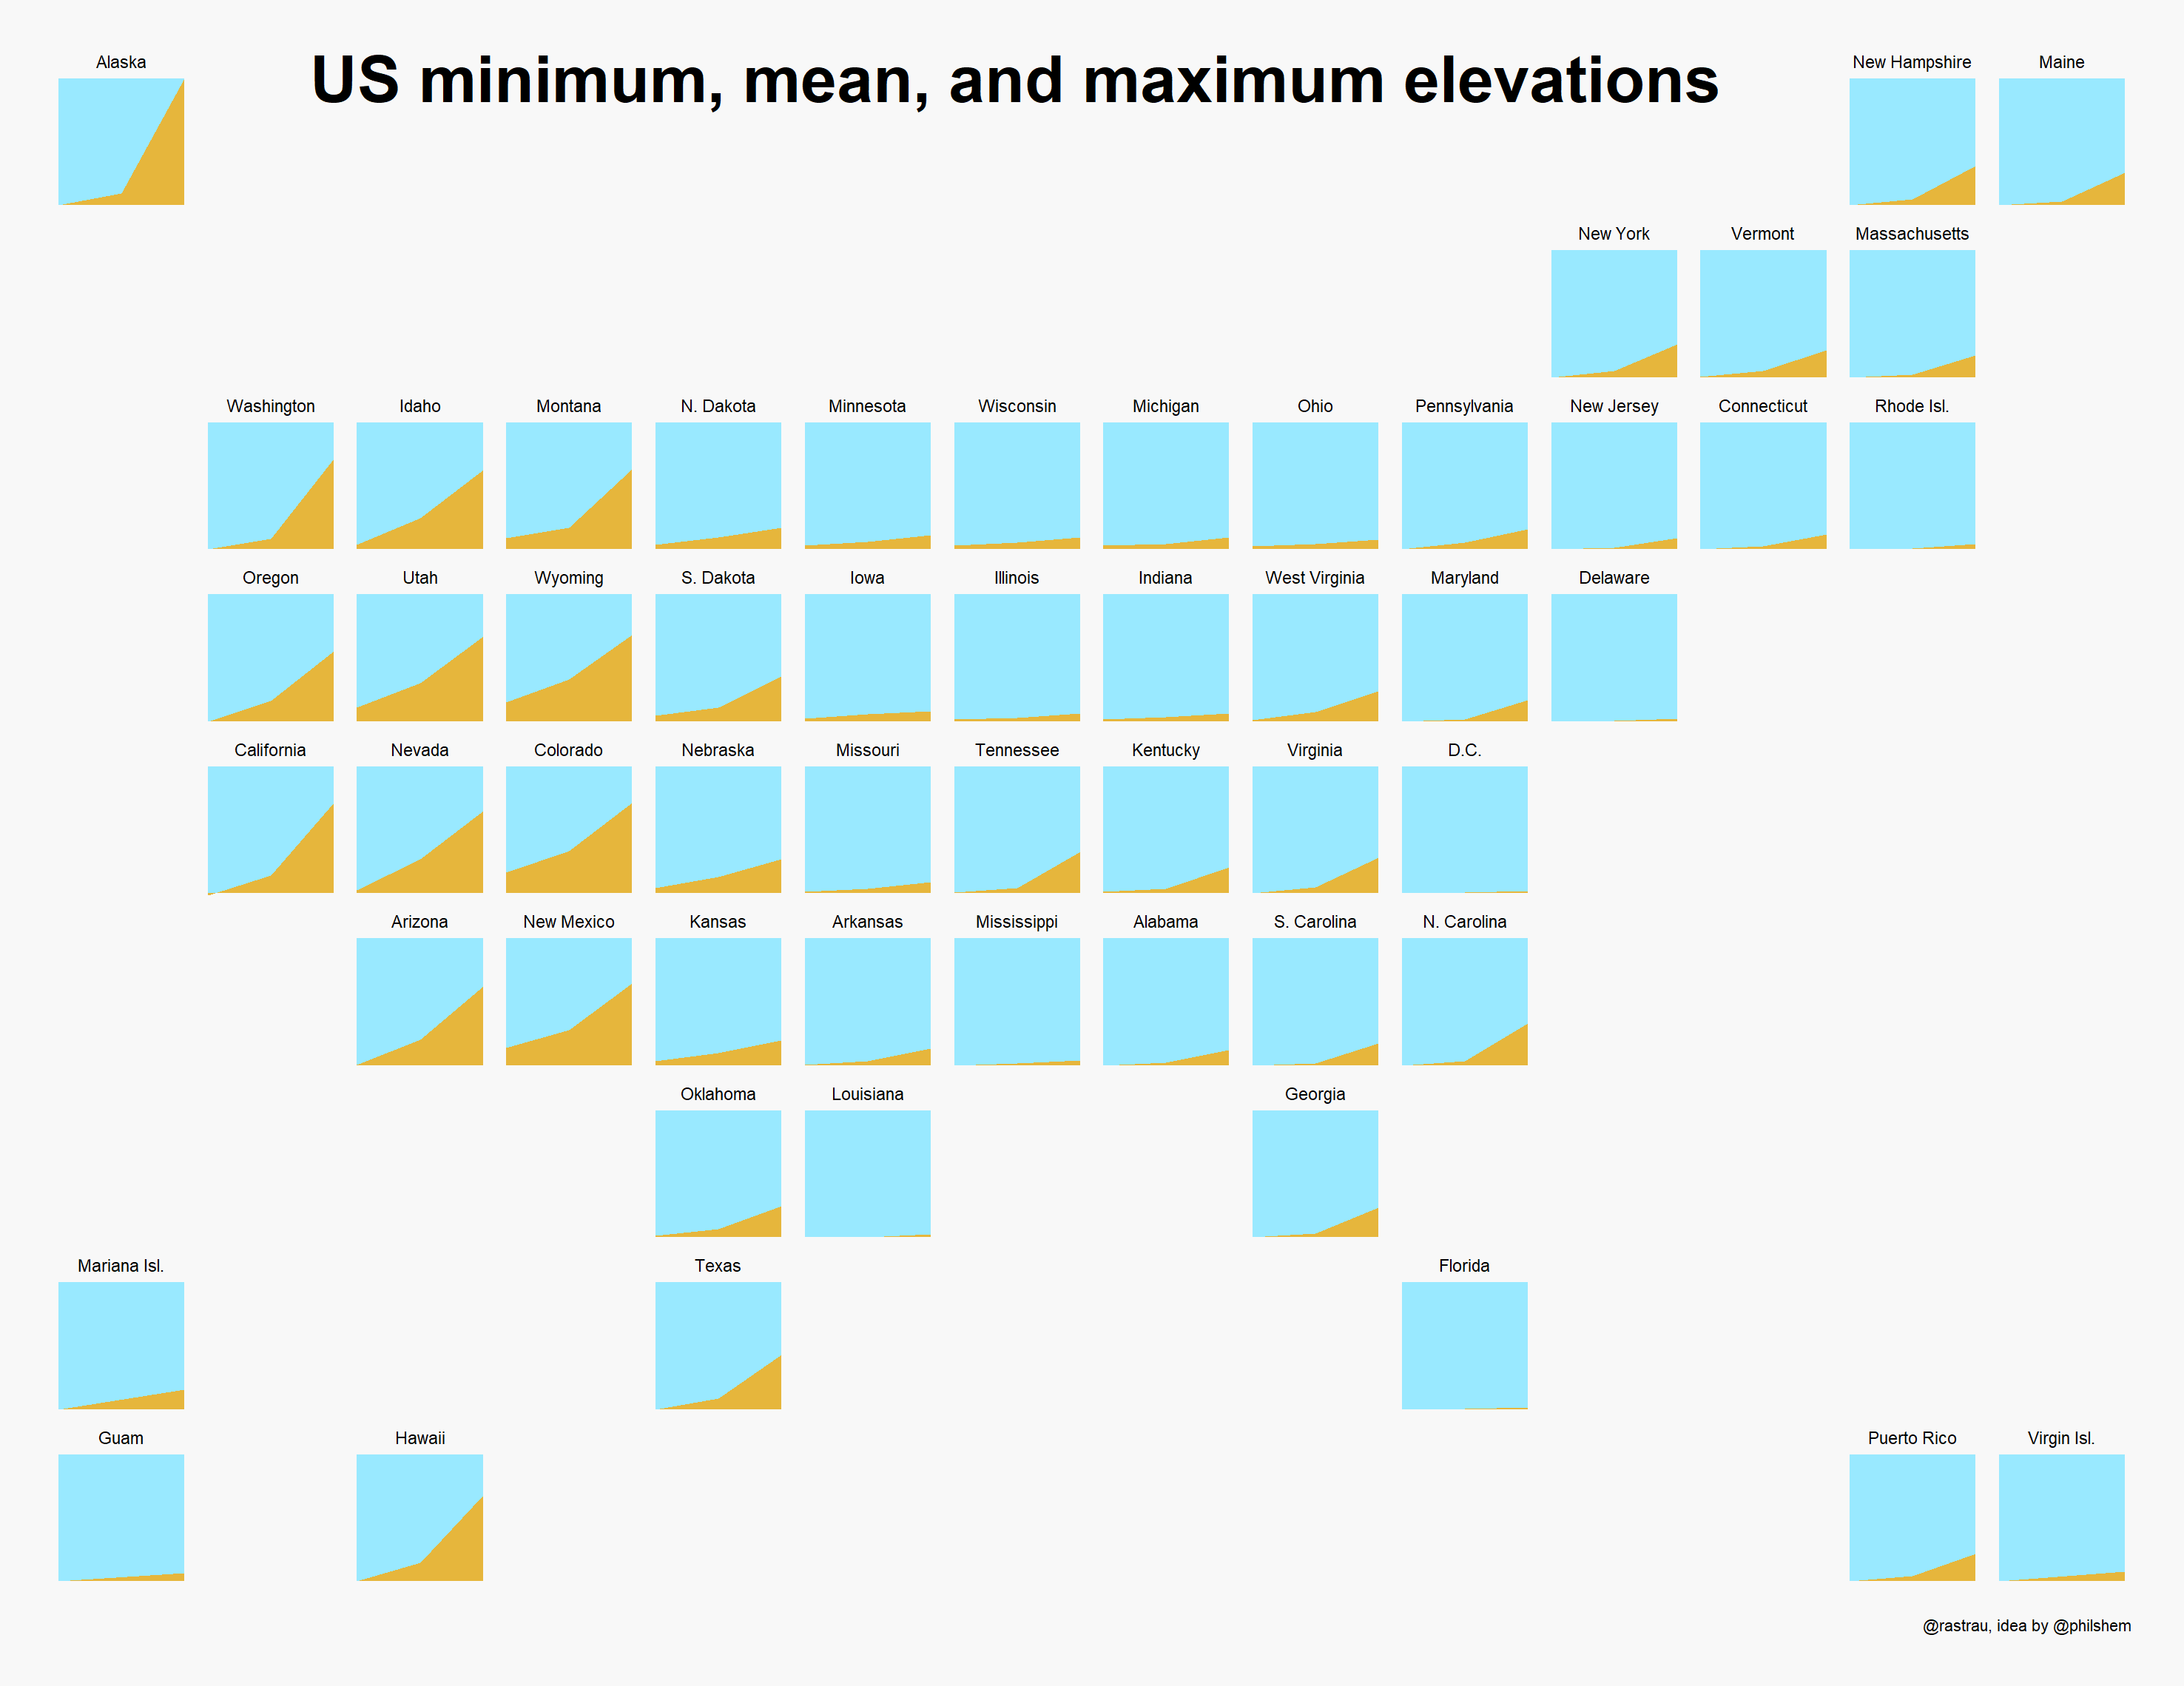 US minimum, mean, and maximum elevations
Alaska
New Hampshire
Maine
New York
Vermont
Massachusetts
Washington
Idaho
Montana
N. Dakota
Minnesota
Wisconsin
Michigan
Ohio
Pennsylvania
New Jersey
Connecticut
Rhode Isl.
Oregon
Utah
Wyoming
S. Dakota
Iowa
Illinois
Indiana
West Virginia
Maryland
Delaware
California
Nevada
Colorado
Nebraska
Missouri
Tennessee
Kentucky
Virginia
D.C.
Arizona
New Mexico
Kansas
Arkansas
Mississippi
Alabama
S. Carolina
N. Carolina
Oklahoma
Louisiana
Georgia
Mariana Isl.
Texas
Florida
Guam
Hawaii
Puerto Rico
Virgin Isl.
@rastrau, idea by @philshem